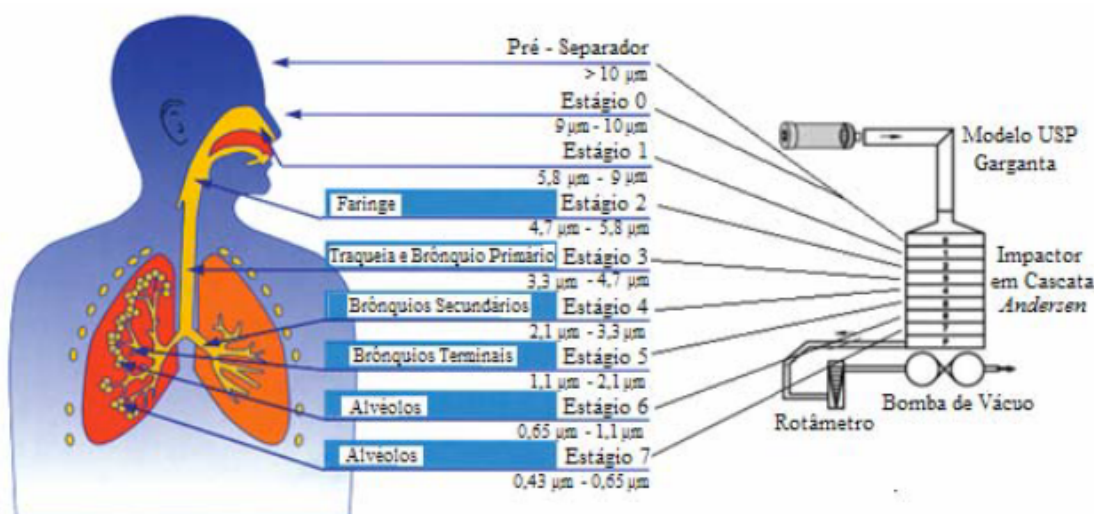 Pré - Separador
> 10 µm
Estágio 0
9 µm - 10 µm
Estágio 1
5,8 µm - 9 µm
Faringe Estágio 2
4,7 µm - 5,8 µm
Traqueia e Brônquio Primário Estágio 3
3,3 µm - 4,7 µm
Brônquios Secundários Estágio 4
2,1 µm - 3,3 µm
Brônquios Terminais Estágio 5
1,1 µm - 2,1 µm
Alvéolos Estágio 6
0,65 µm - 1,1 µm
Alvéolos Estágio 7
0,43 µm - 0,65 µm
Modelo USP
Garganta
Impactor
em Cascata
Andersen
Bomba de Vácuo
Rotâmetro